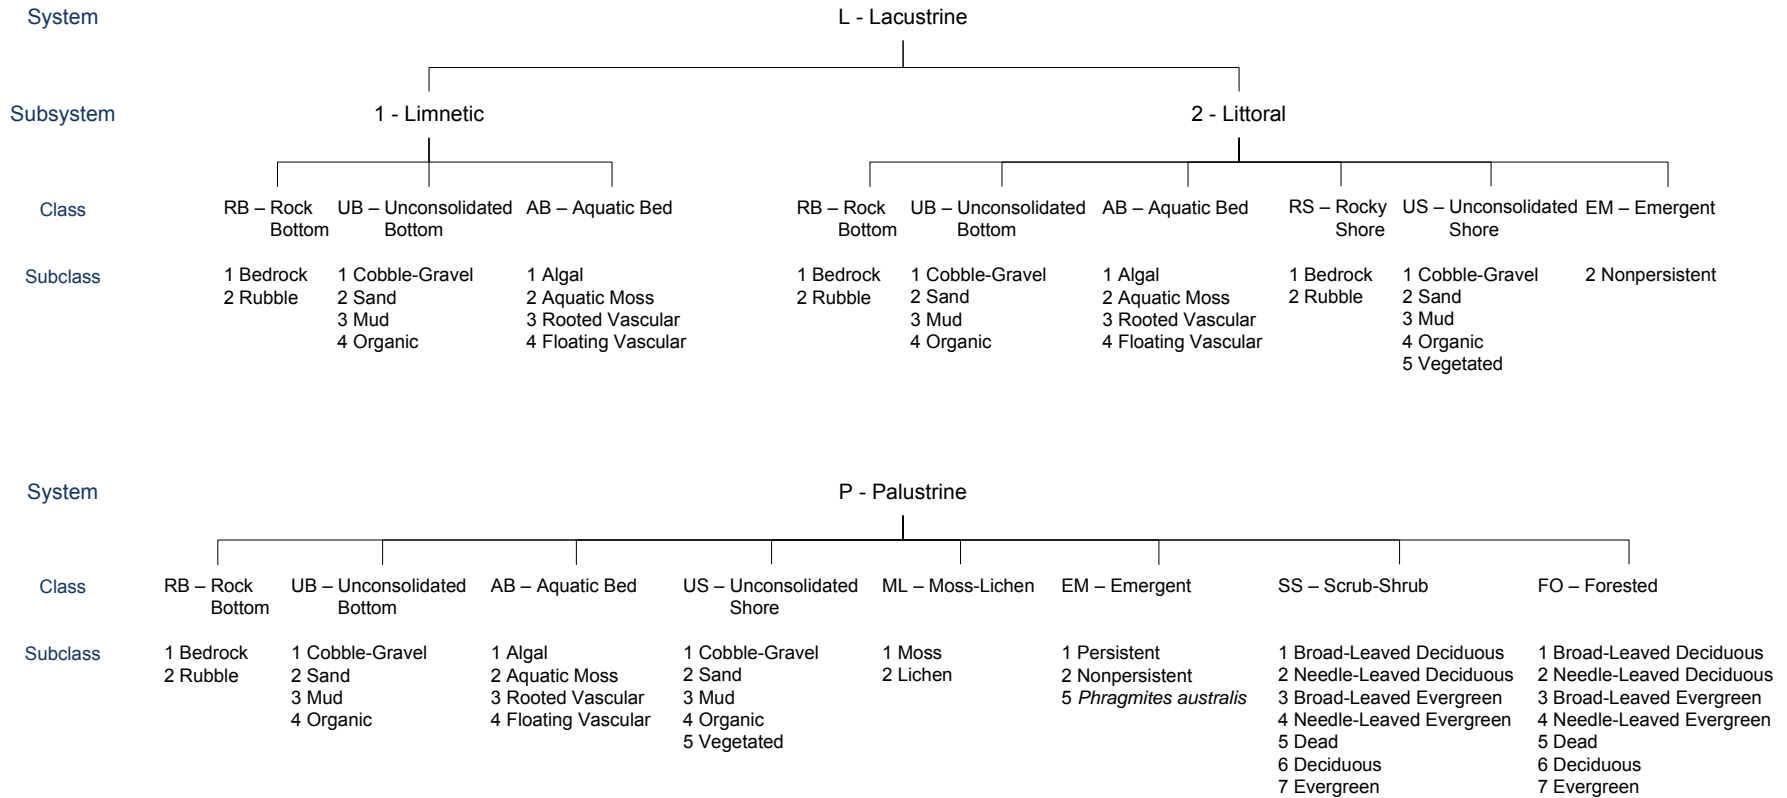 System L - Lacustrine
Subsystem 1 - Limnetic 2 - Littoral
Class RB – Rock UB – Unconsolidated AB – Aquatic Bed RB – Rock UB – Unconsolidated AB – Aquatic Bed RS – Rocky US – Unconsolidated EM – Emergent
Bottom Bottom Bottom Bottom Shore Shore
Subclass 1 Bedrock 1 Cobble-Gravel 1 Algal 1 Bedrock 1 Cobble-Gravel 1 Algal 1 Bedrock 1 Cobble-Gravel 2 Nonpersistent
2 Rubble 2 Sand 2 Aquatic Moss 2 Rubble 2 Sand 2 Aquatic Moss 2 Rubble 2 Sand
3 Mud 3 Rooted Vascular 3 Mud 3 Rooted Vascular 3 Mud
4 Organic 4 Floating Vascular 4 Organic 4 Floating Vascular 4 Organic
5 Vegetated
System P - Palustrine
Class RB – Rock UB – Unconsolidated AB – Aquatic Bed US – Unconsolidated ML – Moss-Lichen EM – Emergent SS – Scrub-Shrub FO – Forested
Bottom Bottom Shore
Subclass 1 Bedrock 1 Cobble-Gravel 1 Algal 1 Cobble-Gravel 1 Moss 1 Persistent 1 Broad-Leaved Deciduous 1 Broad-Leaved Deciduous
2 Rubble 2 Sand 2 Aquatic Moss 2 Sand 2 Lichen 2 Nonpersistent 2 Needle-Leaved Deciduous 2 Needle-Leaved Deciduous
3 Mud 3 Rooted Vascular 3 Mud 5 Phragmites australis 3 Broad-Leaved Evergreen 3 Broad-Leaved Evergreen
4 Organic 4 Floating Vascular 4 Organic 4 Needle-Leaved Evergreen 4 Needle-Leaved Evergreen
5 Vegetated 5 Dead 5 Dead
6 Deciduous 6 Deciduous
7 Evergreen 7 Evergreen